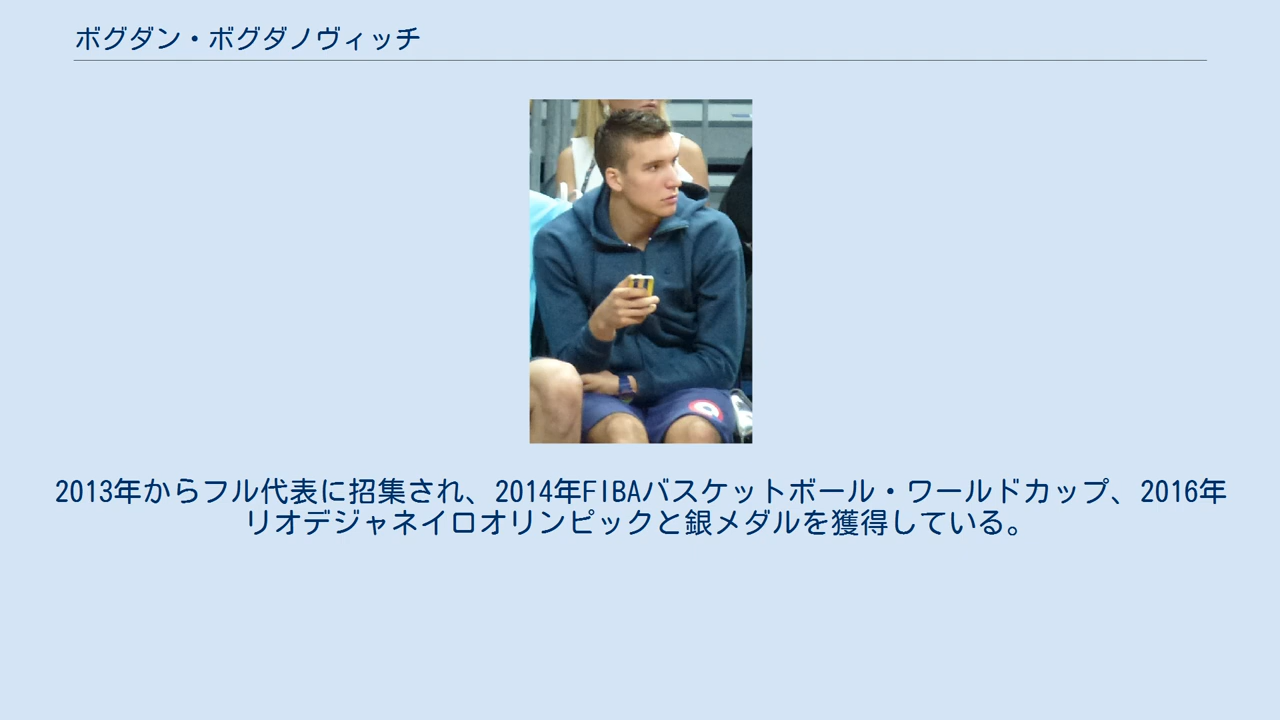 ボグダン・ボグダノヴィッチ
2013年からフル代表に招集され、2014年FIBAバスケットボール・ワールドカップ、2016年
リオデジャネイロオリンピックと銀メダルを獲得している。